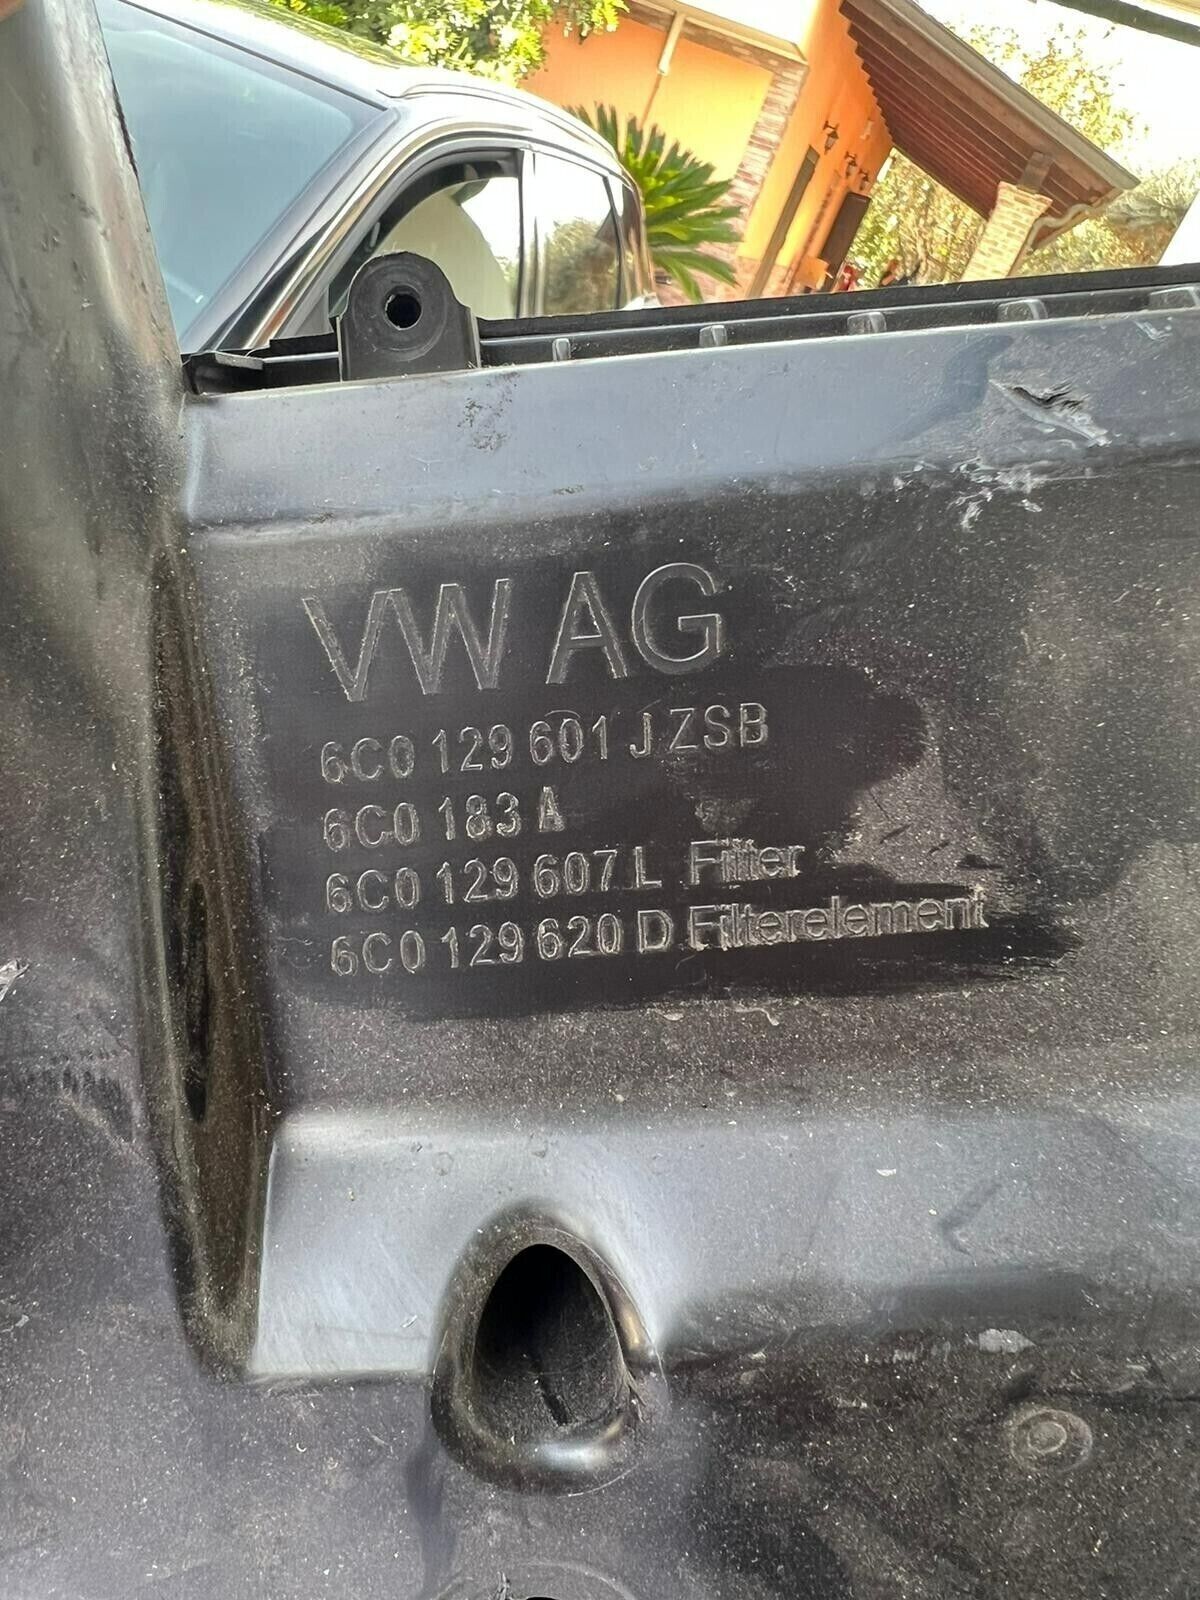 VW AG
6C0 129 601 J ZSB
6C0 183 A
6C0 129 607 L Filter
6C0 129 620 D Filterelement